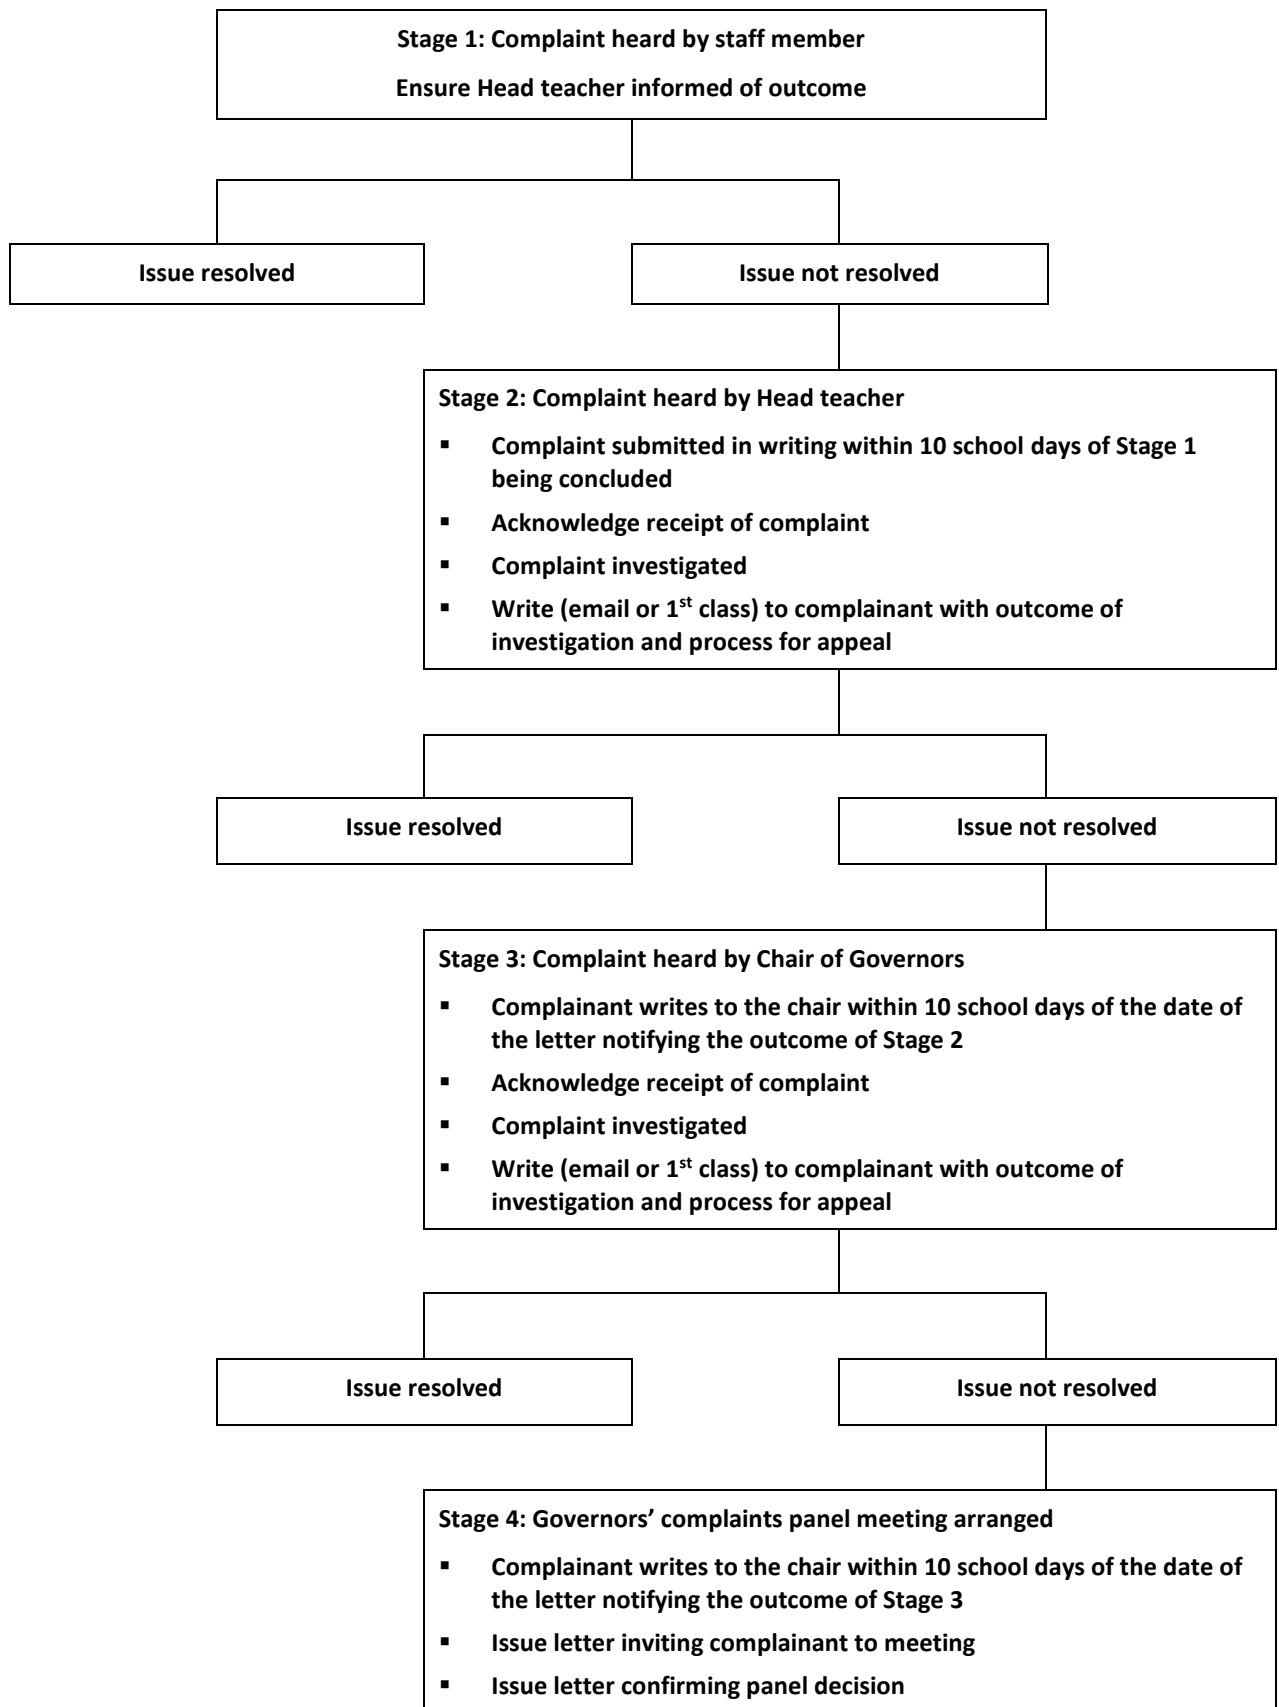 Stage 1: Complaint heard by staff member
Ensure Head teacher informed of outcome
Issue resolved
Issue not resolved
Stage 2: Complaint heard by Head teacher
▪ Complaint submitted in writing within 10 school days of Stage 1
being concluded
▪ Acknowledge receipt of complaint
▪ Complaint investigated
▪ Write (email or 1st class) to complainant with outcome of
investigation and process for appeal
Issue resolved
Issue not resolved
Stage 3: Complaint heard by Chair of Governors
▪ Complainant writes to the chair within 10 school days of the date of
the letter notifying the outcome of Stage 2
▪ Acknowledge receipt of complaint
▪ Complaint investigated
▪ Write (email or 1st class) to complainant with outcome of
investigation and process for appeal
Issue resolved
Issue not resolved
Stage 4: Governors’ complaints panel meeting arranged
▪ Complainant writes to the chair within 10 school days of the date of
the letter notifying the outcome of Stage 3
▪ Issue letter inviting complainant to meeting
▪ Issue letter confirming panel decision